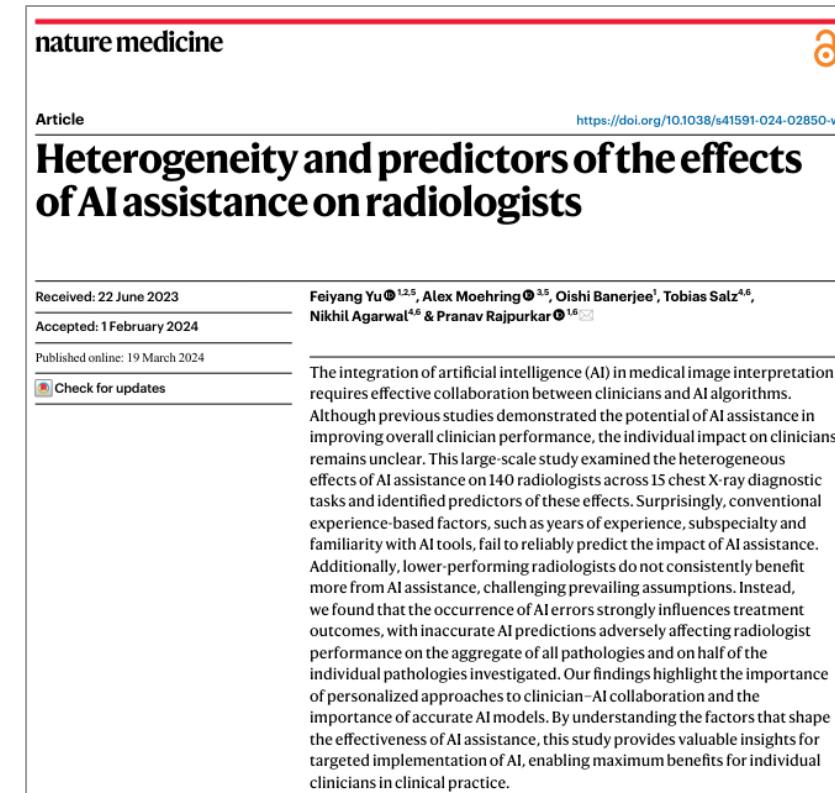 nature medicine
Article
https://doi.org/10.1038/s41591-024-02850-w
Heterogeneity and predictors of the effects
of AI assistance on radiologists
Received: 22 June 2023
Accepted: 1 February 2024
Published online: 19 March 2024
Check for updates
Feiyang Yu 1,2,5, Alex Moehring 3,5, Oishi Banerjee1, Tobias Salz4,6,
Nikhil Agarwal4,6 & Pranav Rajpurkar 1,6
The integration of artificial intelligence (AI) in medical image interpretation
requires effective collaboration between clinicians and AI algorithms.
Although previous studies demonstrated the potential of AI assistance in
improving overall clinician performance, the individual impact on clinicians
remains unclear. This large-scale study examined the heterogeneous
effects of AI assistance on 140 radiologists across 15 chest X-ray diagnostic
tasks and identified predictors of these effects. Surprisingly, conventional
experience-based factors, such as years of experience, subspecialty and
familiarity with AI tools, fail to reliably predict the impact of AI assistance.
Additionally, lower-performing radiologists do not consistently benefit
more from AI assistance, challenging prevailing assumptions. Instead,
we found that the occurrence of AI errors strongly influences treatment
outcomes, with inaccurate AI predictions adversely affecting radiologist
performance on the aggregate of all pathologies and on half of the
individual pathologies investigated. Our findings highlight the importance
of personalized approaches to clinician–AI collaboration and the
importance of accurate AI models. By understanding the factors that shape
the effectiveness of AI assistance, this study provides valuable insights for
targeted implementation of AI, enabling maximum benefits for individual
clinicians in clinical practice.